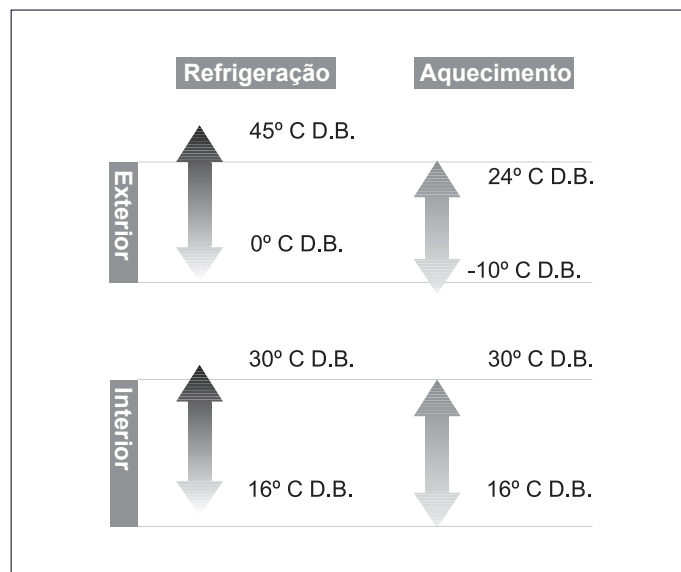 Refrigeração Aquecimento
45º C D.B.
Exterior
24º C D.B.
0º C D.B.
-10º C D.B.
30º C D.B. 30º C D.B.
Interior
16º C D.B. 16º C D.B.